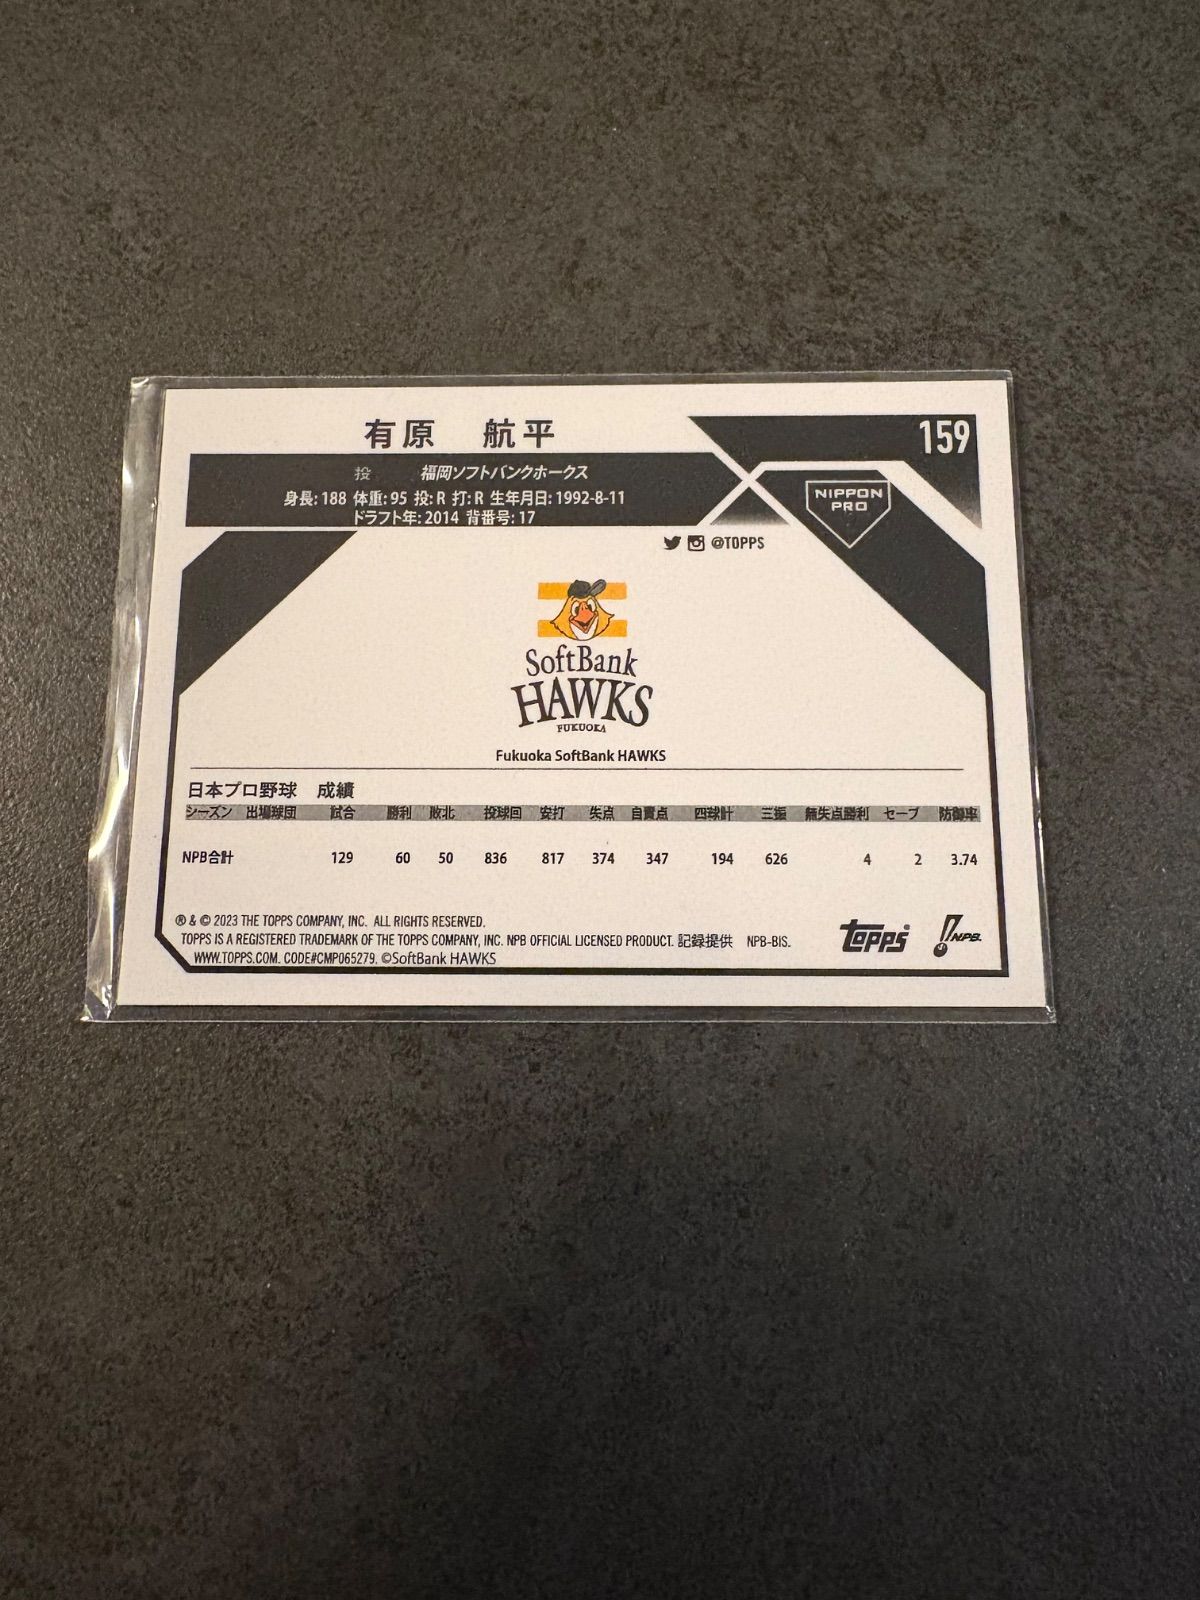 有原 航平
159
投 福岡ソフトバンクホークス
身長: 188 体重: 95 投: R 打: R 生年月日: 1992-8-11
ドラフト年: 2014 背番号: 17
NIPPON
PRO
@TOPPS
SoftBank
HAWKS
FUKUOKA
Fukuoka SoftBank HAWKS
日本プロ野球 成績
シーズン 出場球団 試合 勝利 敗北 投球回 安打 失点 自責点 四球計 三振 無失点勝利 セーブ 防御率
NPB合計 129 60 50 836 817 374 347 194 626 4 2 3.74
® & © 2023 THE TOPPS COMPANY, INC. ALL RIGHTS RESERVED.
TOPPS IS A REGISTERED TRADEMARK OF THE TOPPS COMPANY, INC. NPB OFFICIAL LICENSED PRODUCT. 記録提供 NPB-BIS.
WWW.TOPPS.COM. CODE#CMP065279. ©SoftBank HAWKS
topps®
NPB.